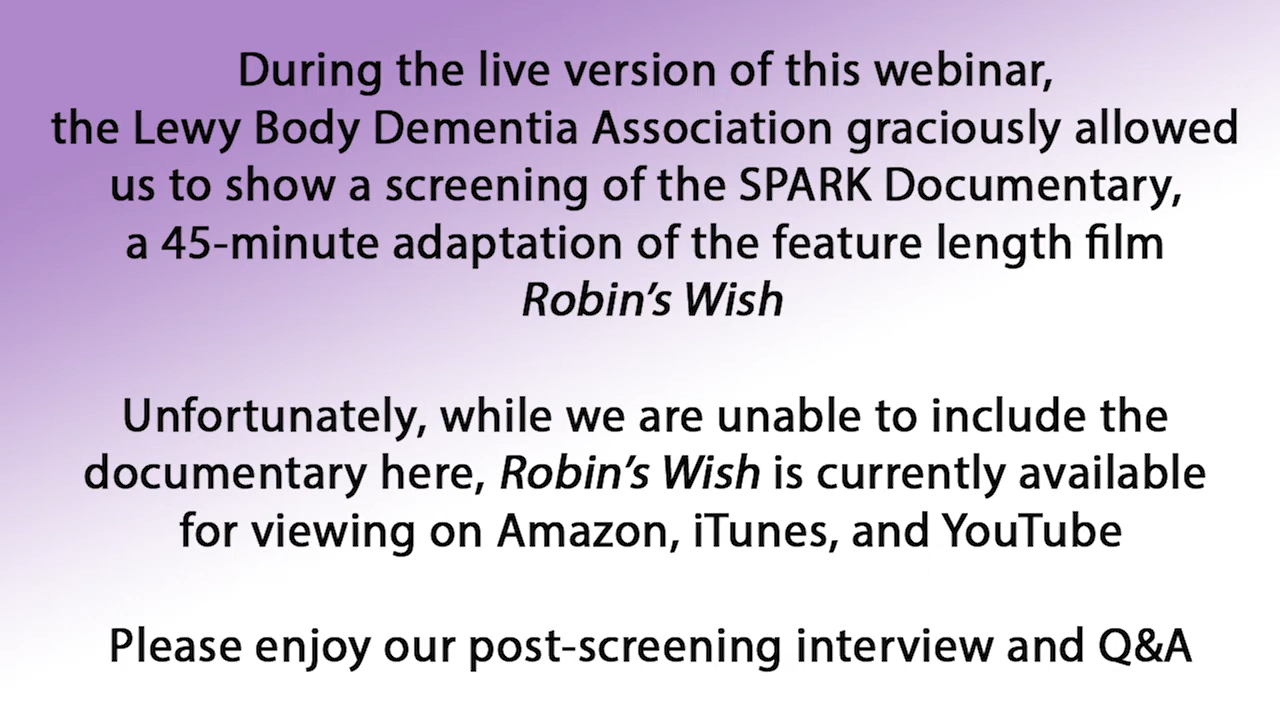 During the live version of this webinar,
the Lewy Body Dementia Association graciously allowed
us to show a screening of the SPARK Documentary,
a 45-minute adaptation of the feature length film
Robin’s Wish
Unfortunately, while we are unable to include the
documentary here, Robin’s Wish is currently available
for viewing on Amazon, iTunes, and YouTube
Please enjoy our post-screening interview and Q&A